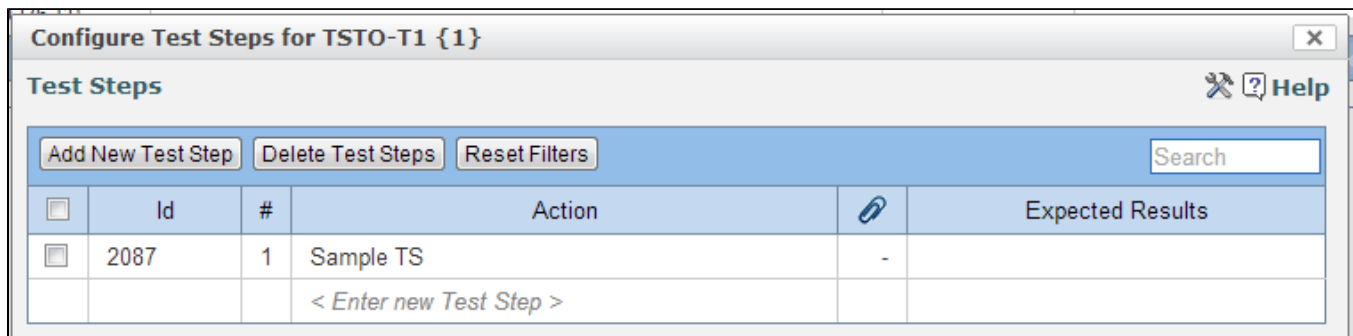 Configure Test Steps for TSTO-T1 {1}
Test Steps
Help
Add New Test Step Delete Test Steps Reset Filters Search
Id # Action Expected Results
2087 1 Sample TS -
< Enter new Test Step >